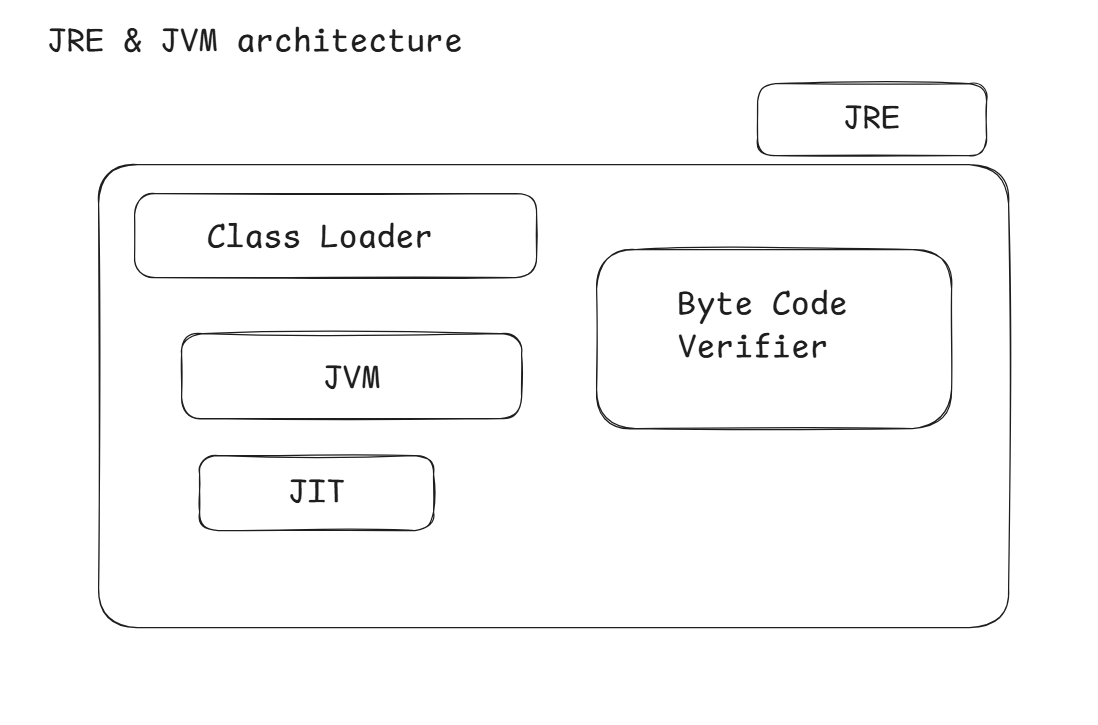 JRE & JVM architecture
JRE
Class Loader
Byte Code
Verifier
JVM
JIT